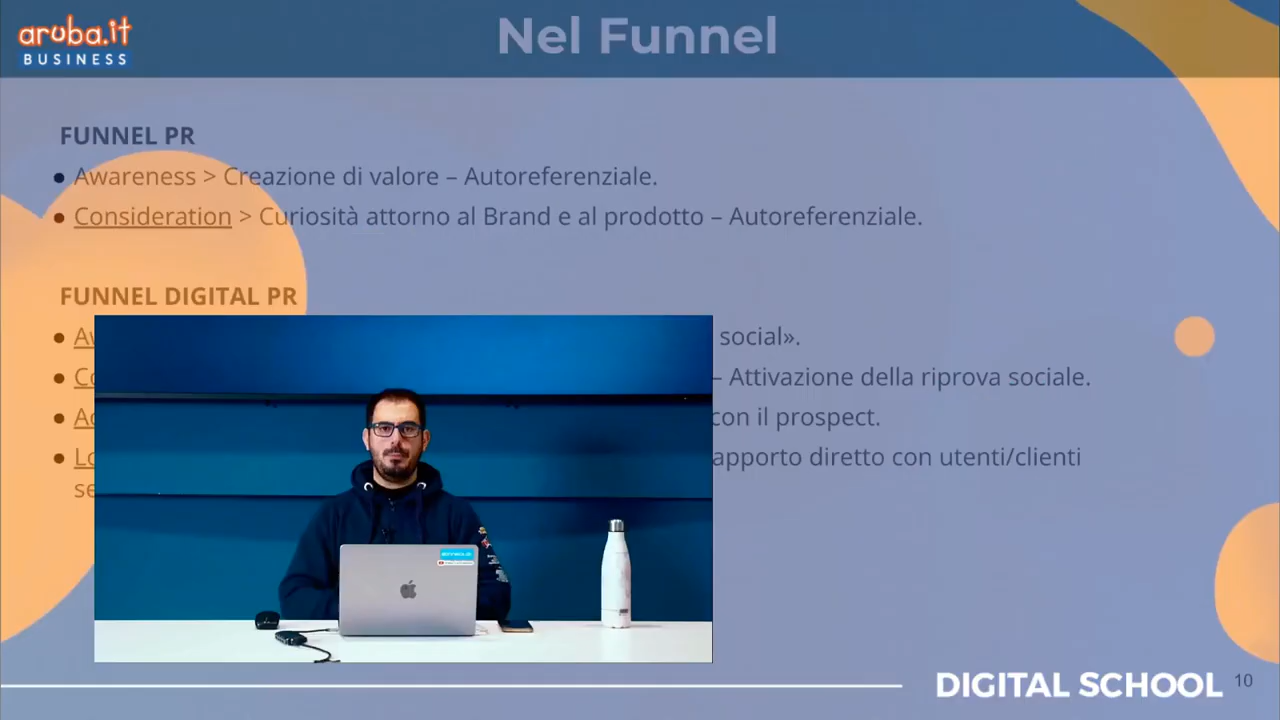 aruba.it
BUSINESS
Nel Funnel
FUNNEL PR
Awareness > Creazione di valore – Autoreferenziale.
Consideration > Curiosità attorno al Brand e al prodotto – Autoreferenziale.
FUNNEL DIGITAL PR
social».
– Attivazione della riprova sociale.
con il prospect.
apporto diretto con utenti/clienti
DIGITAL SCHOOL
10